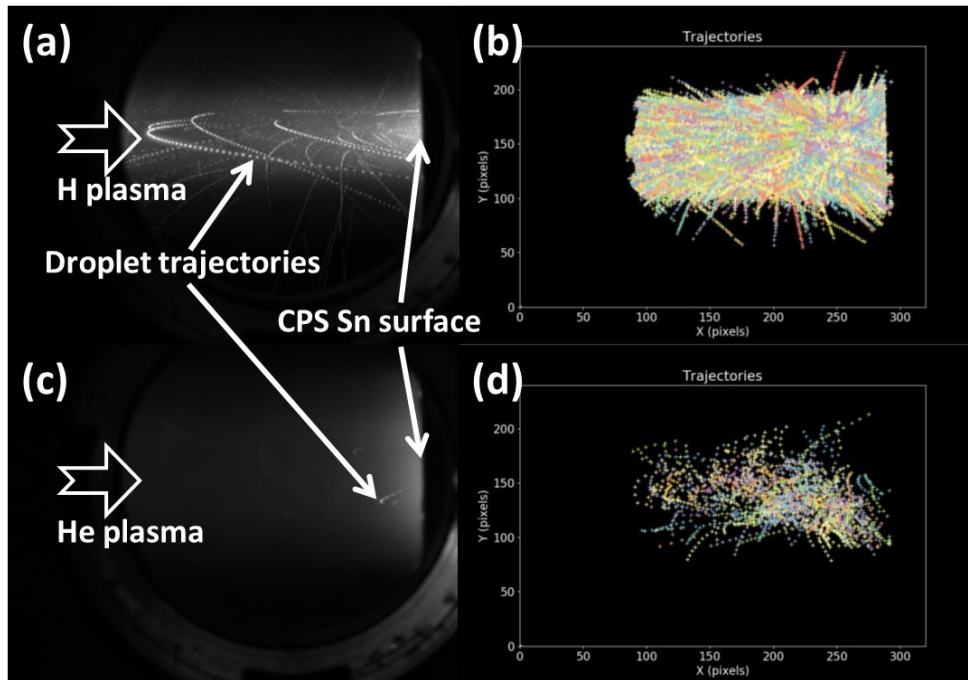 (a)
H plasma
Droplet trajectories
CPS Sn surface
(b)
Trajectories
Y (pixels)
200
150
100
50
0
0 50 100 150 200 250 300
X (pixels)
(c)
He plasma
(d)
Trajectories
Y (pixels)
200
150
100
50
0
0 50 100 150 200 250 300
X (pixels)